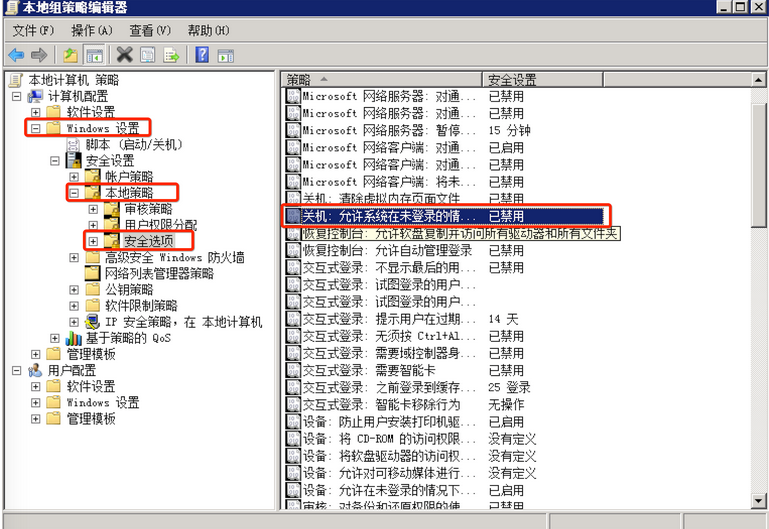 本地组策略编辑器
文件(F) 操作(A) 查看(V) 帮助(H)
本地计算机 策略
计算机配置
软件设置
Windows 设置
脚本 (启动/关机)
安全设置
帐户策略
本地策略
审核策略
用户权限分配
安全选项
高级安全 Windows 防火墙
网络列表管理器策略
公钥策略
软件限制策略
IP 安全策略，在 本地计算机
基于策略的 QoS
管理模板
用户配置
软件设置
Windows 设置
管理模板
策略 安全设置
Microsoft 网络服务器: 对通... 已禁用
Microsoft 网络服务器: 对通... 已禁用
Microsoft 网络服务器: 暂停... 15 分钟
Microsoft 网络客户端: 对通... 已启用
Microsoft 网络客户端: 对通... 已禁用
Microsoft 网络客户端: 将未... 已禁用
关机: 清除虚拟内存页面文件 已禁用
关机: 允许系统在未登录的情... 已禁用
恢复控制台: 允许软盘复制并访问所有驱动器和所有文件夹
恢复控制台: 允许自动管理登录 已禁用
交互式登录: 不显示最后的用... 已禁用
交互式登录: 试图登录的用户...
交互式登录: 试图登录的用户...
交互式登录: 提示用户在过期... 14 天
交互式登录: 无须按 Ctrl+Al... 已禁用
交互式登录: 需要域控制器身... 已禁用
交互式登录: 需要智能卡 已禁用
交互式登录: 之前登录到缓存... 25 登录
交互式登录: 智能卡移除行为 无操作
设备: 防止用户安装打印机驱... 已启用
设备: 将 CD-ROM 的访问权限... 没有定义
设备: 将软盘驱动器的访问权... 没有定义
设备: 允许对可移动媒体进行... 没有定义
设备: 允许在未登录的情况下... 已启用
审核: 对备份和还原权限的使... 已禁用